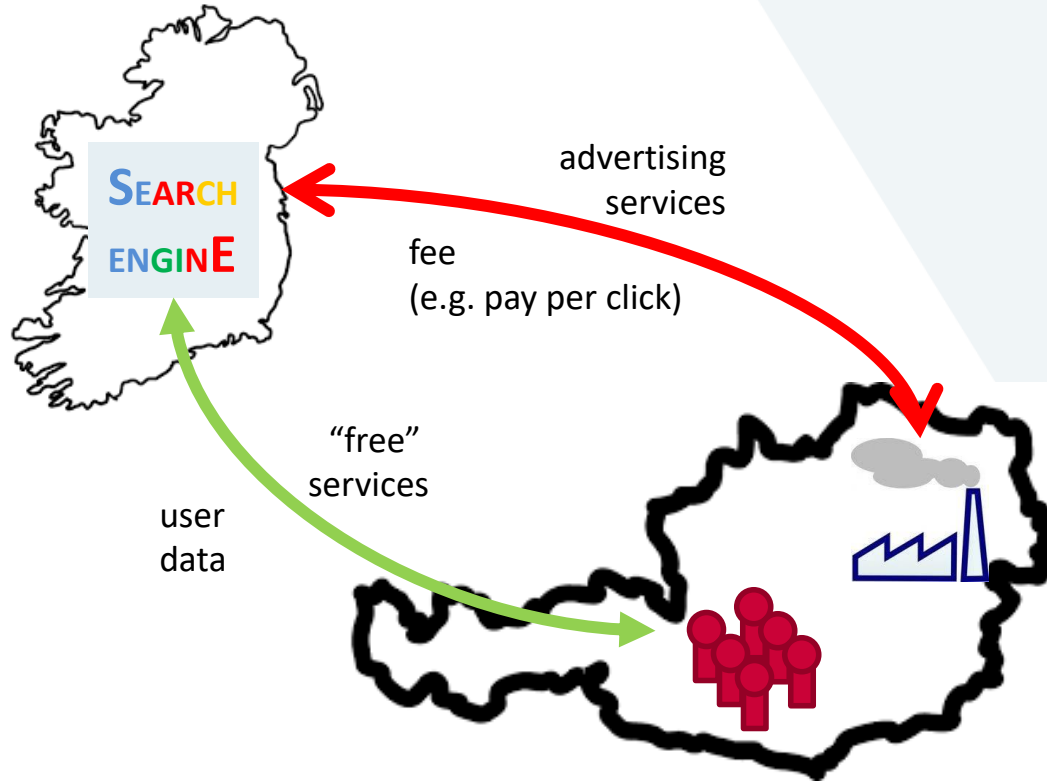 SEARCH
ENGINE
advertising
services
fee
(e.g. pay per click)
“free”
services
user
data